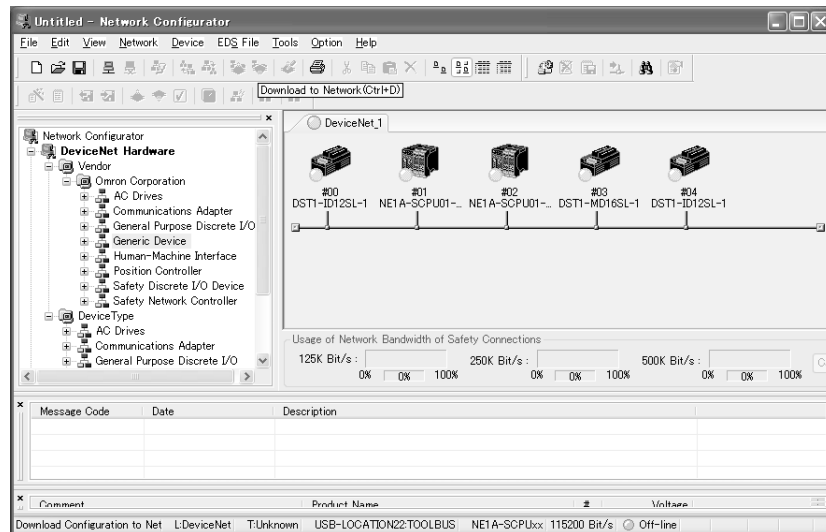 Untitled - Network Configurator
File Edit View Network Device EDS File Tools Option Help
Download to Network(Ctrl+D)
Network Configurator
DeviceNet Hardware
Vendor
Omron Corporation
AC Drives
Communications Adapter
General Purpose Discrete I/O
Generic Device
Human-Machine Interface
Position Controller
Safety Discrete I/O Device
Safety Network Controller
DeviceType
AC Drives
Communications Adapter
General Purpose Discrete I/O
DeviceNet_1
#00 #01 #02 #03 #04
DST1-ID12SL-1 NE1A-SCPU01-... NE1A-SCPU01-... DST1-MD16SL-1 DST1-ID12SL-1
Usage of Network Bandwidth of Safety Connections
125K Bit/s : 250K Bit/s : 500K Bit/s :
0% 0% 100% 0% 0% 100% 0% 0% 100%
Message Code Date Description
Comment Product Name # Voltage
Download Configuration to Net L:DeviceNet T:Unknown USB-LOCATION22:TOOLBUS NE1A-SCPUxx 115200 Bit/s Off-line